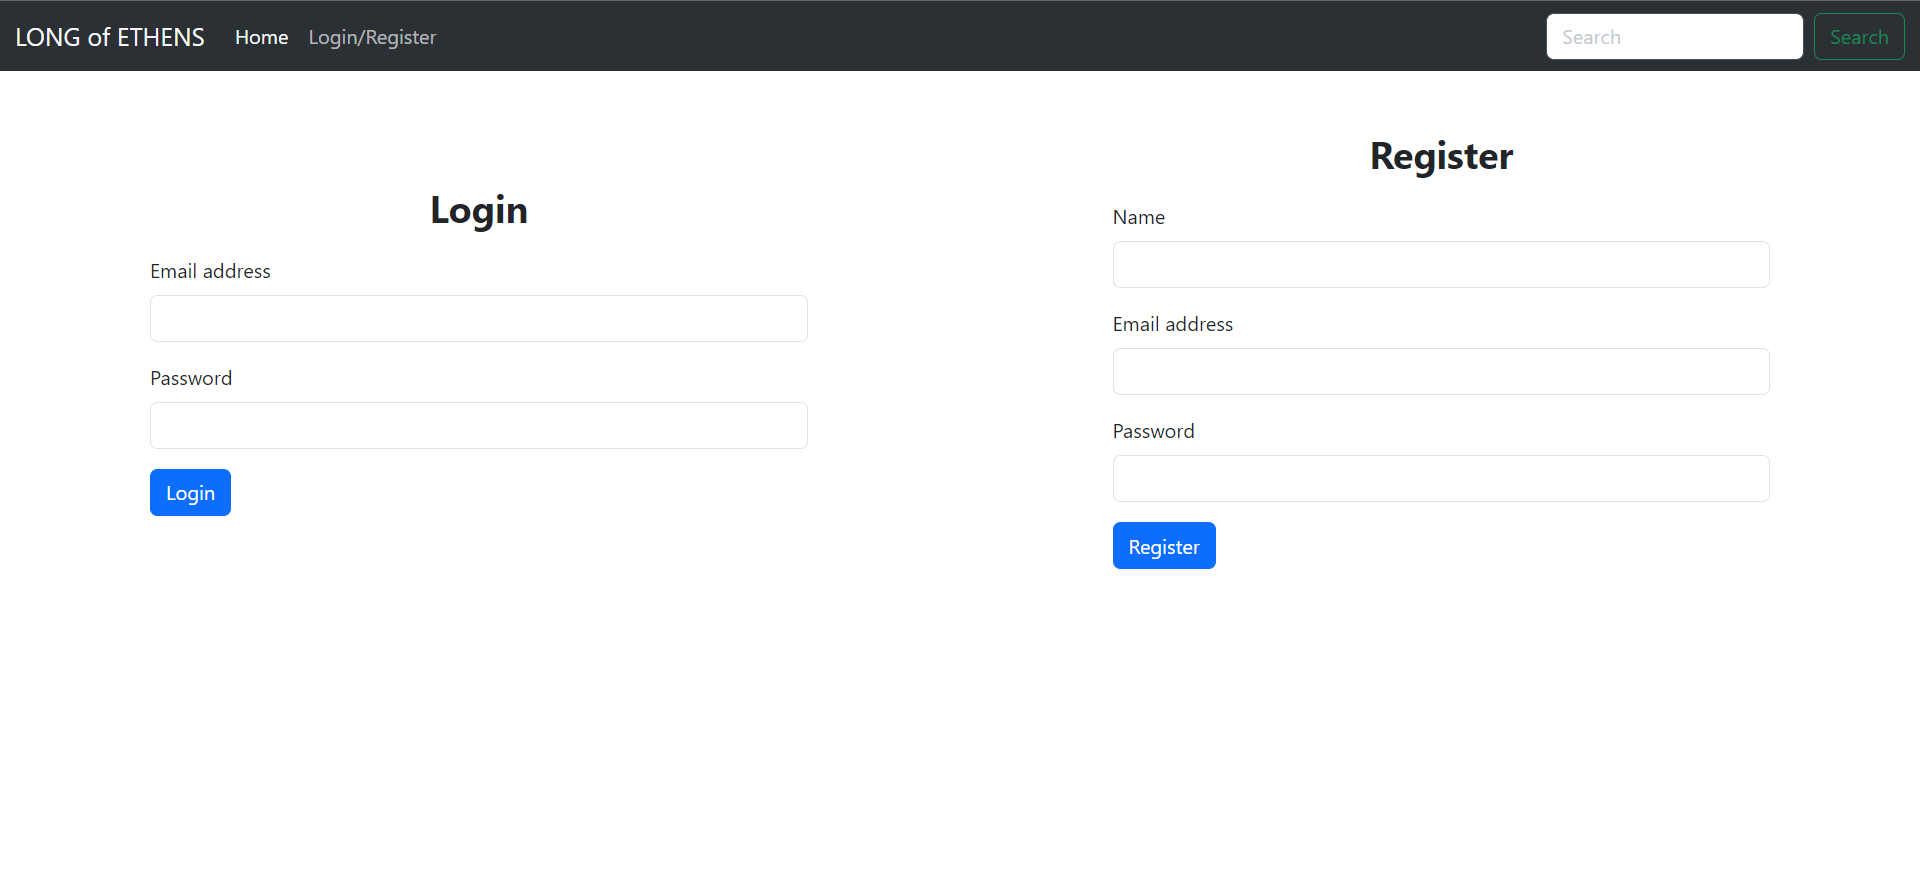 LONG of ETHENS Home Login/Register Search Search
Login
Email address
Password
Login
Register
Name
Email address
Password
Register